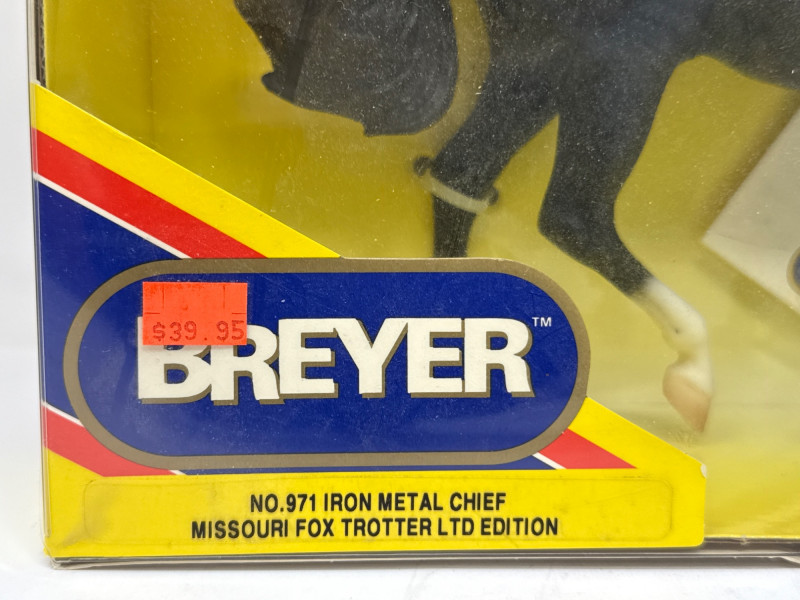 $39.95
BREYER™
NO.971 IRON METAL CHIEF
MISSOURI FOX TROTTER LTD EDITION